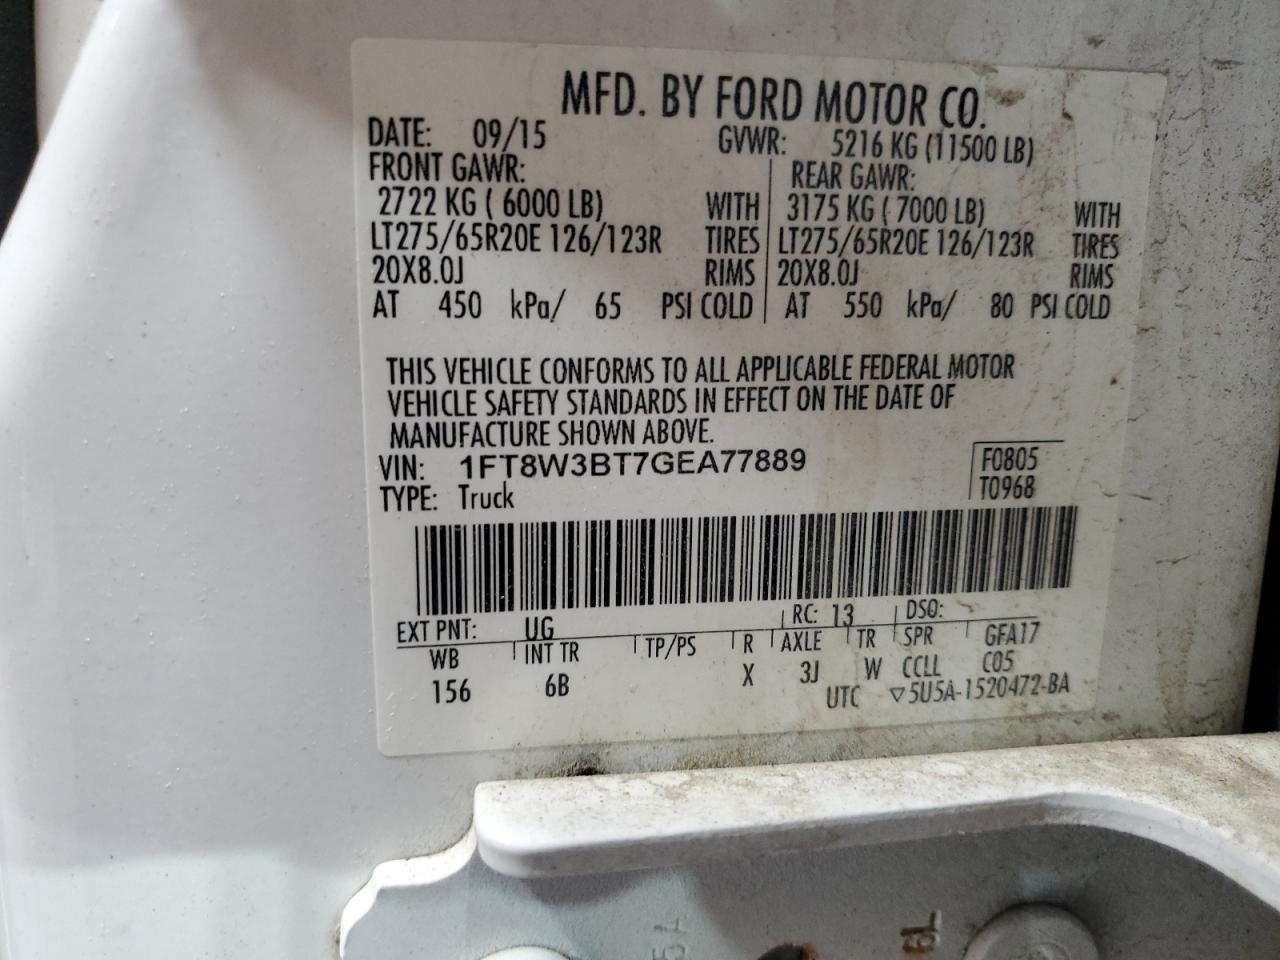 MFD. BY FORD MOTOR CO.
DATE: 09/15 GVWR: 5216 KG (11500 LB)
FRONT GAWR: REAR GAWR:
2722 KG ( 6000 LB) WITH 3175 KG ( 7000 LB) WITH
LT275/65R20E 126/123R TIRES LT275/65R20E 126/123R TIRES
20X8.0J RIMS 20X8.0J RIMS
AT 450 kPa/ 65 PSI COLD AT 550 kPa/ 80 PSI COLD
THIS VEHICLE CONFORMS TO ALL APPLICABLE FEDERAL MOTOR
VEHICLE SAFETY STANDARDS IN EFFECT ON THE DATE OF
MANUFACTURE SHOWN ABOVE.
VIN: 1FT8W3BT7GEA77889 F0805
TYPE: Truck T0968
EXT PNT: UG RC: 13 DSO:
WB INT TR TP/PS R AXLE TR SPR GFA17
156 6B X 3J W CCLL C05
UTC ▽5U5A-1520472-BA